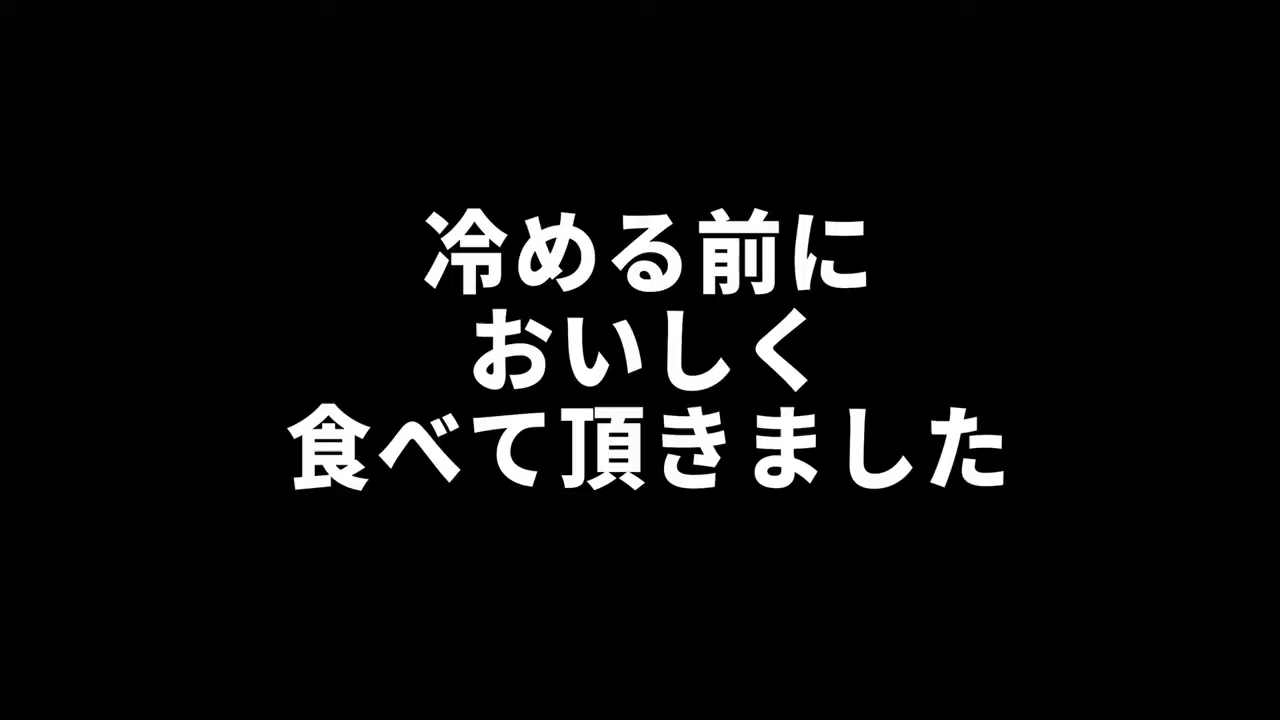 冷める前に
おいしく
食べて頂きました